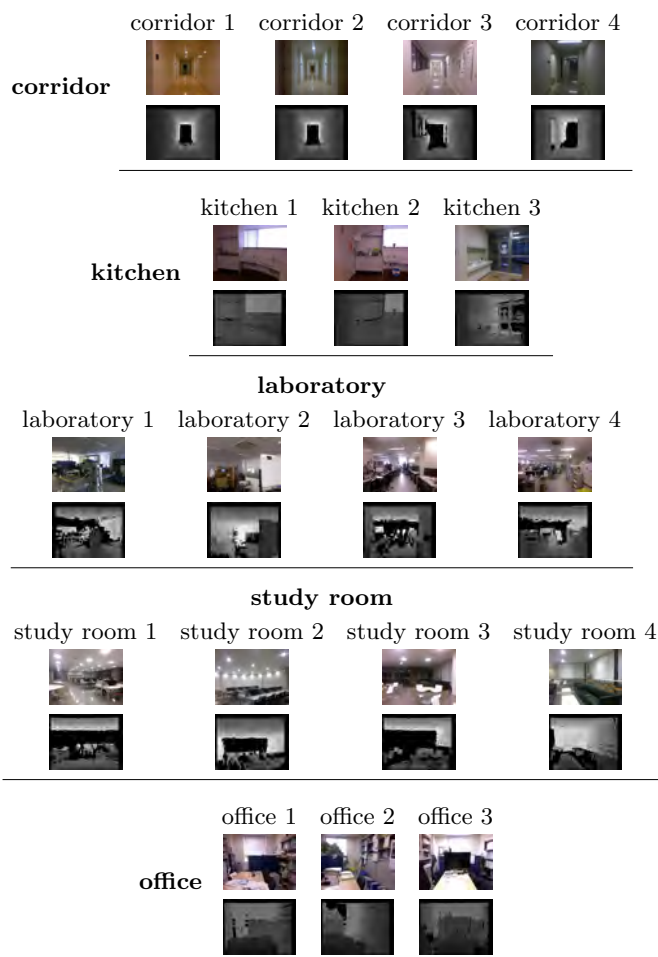 corridor 1 corridor 2 corridor 3 corridor 4
corridor
kitchen 1 kitchen 2 kitchen 3
kitchen
laboratory
laboratory 1 laboratory 2 laboratory 3 laboratory 4
study room
study room 1 study room 2 study room 3 study room 4
office 1 office 2 office 3
office